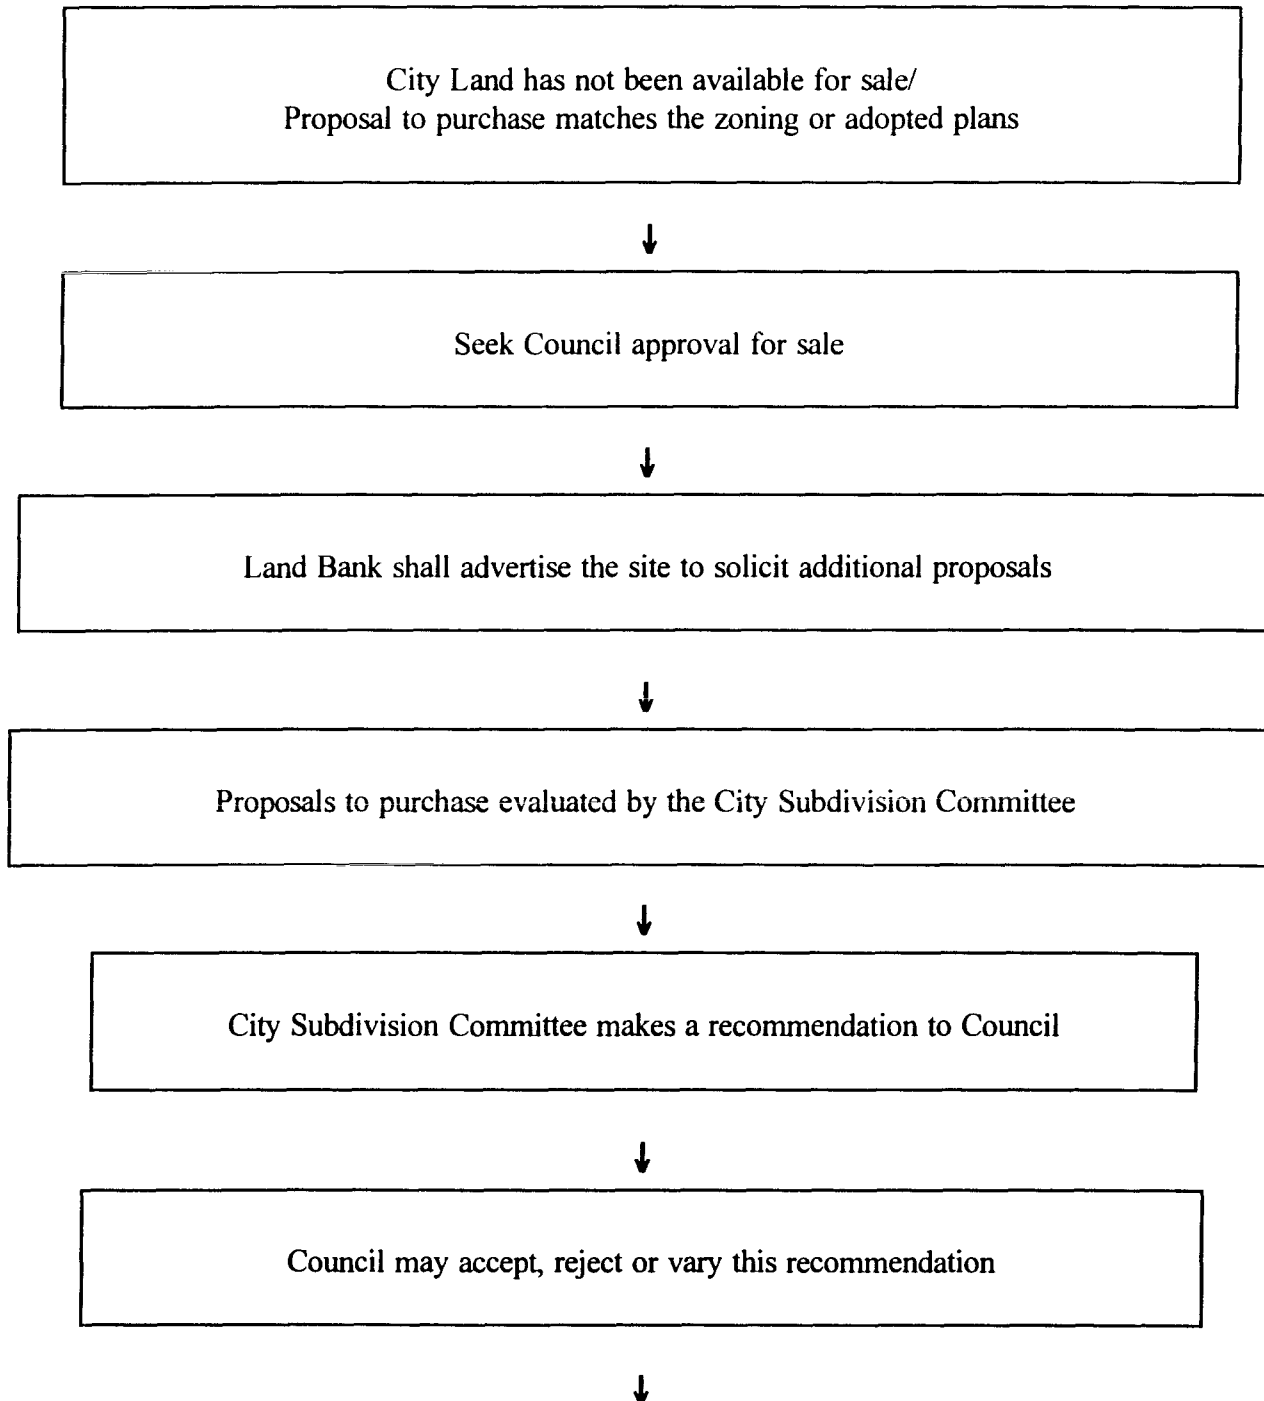 City Land has not been available for sale/
Proposal to purchase matches the zoning or adopted plans
Seek Council approval for sale
Land Bank shall advertise the site to solicit additional proposals
Proposals to purchase evaluated by the City Subdivision Committee
City Subdivision Committee makes a recommendation to Council
Council may accept, reject or vary this recommendation